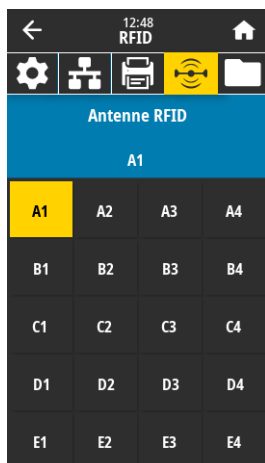 12:48
RFID
Antenne RFID
A1
A1 A2 A3 A4
B1 B2 B3 B4
C1 C2 C3 C4
D1 D2 D3 D4
E1 E2 E3 E4